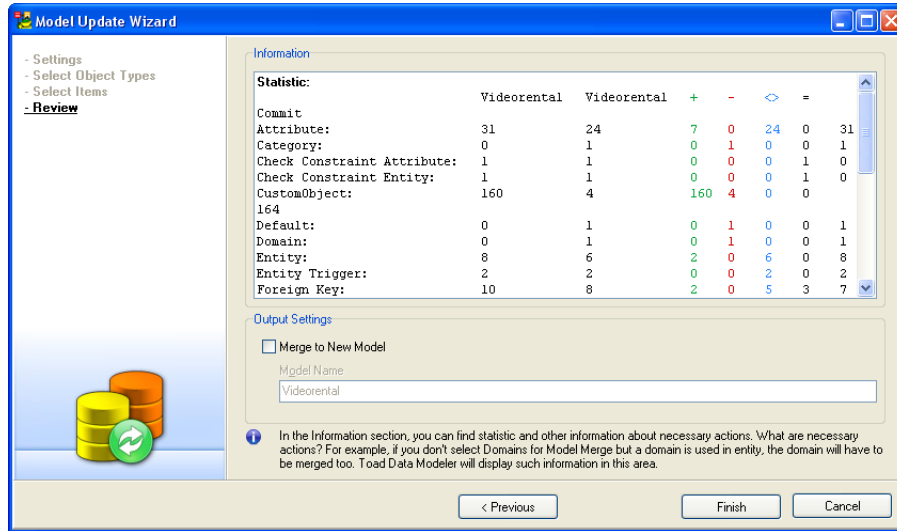 Model Update Wizard
- Settings
- Select Object Types
- Select Items
- Review
Information
Statistic:
Videorental Videorental + - <> =
Commit
Attribute: 31 24 7 0 24 0 31
Category: 0 1 0 1 0 0 1
Check Constraint Attribute: 1 1 0 0 0 1 0
Check Constraint Entity: 1 1 0 0 0 1 0
CustomObject: 160 4 160 4 0 0
164
Default: 0 1 0 1 0 0 1
Domain: 0 1 0 1 0 0 1
Entity: 8 6 2 0 6 0 8
Entity Trigger: 2 2 0 0 2 0 2
Foreign Key: 10 8 2 0 5 3 7
Output Settings
Merge to New Model
Model Name
Videorental
In the Information section, you can find statistic and other information about necessary actions. What are necessary
actions? For example, if you don't select Domains for Model Merge but a domain is used in entity, the domain will have to
be merged too. Toad Data Modeler will display such information in this area.
< Previous
Finish
Cancel